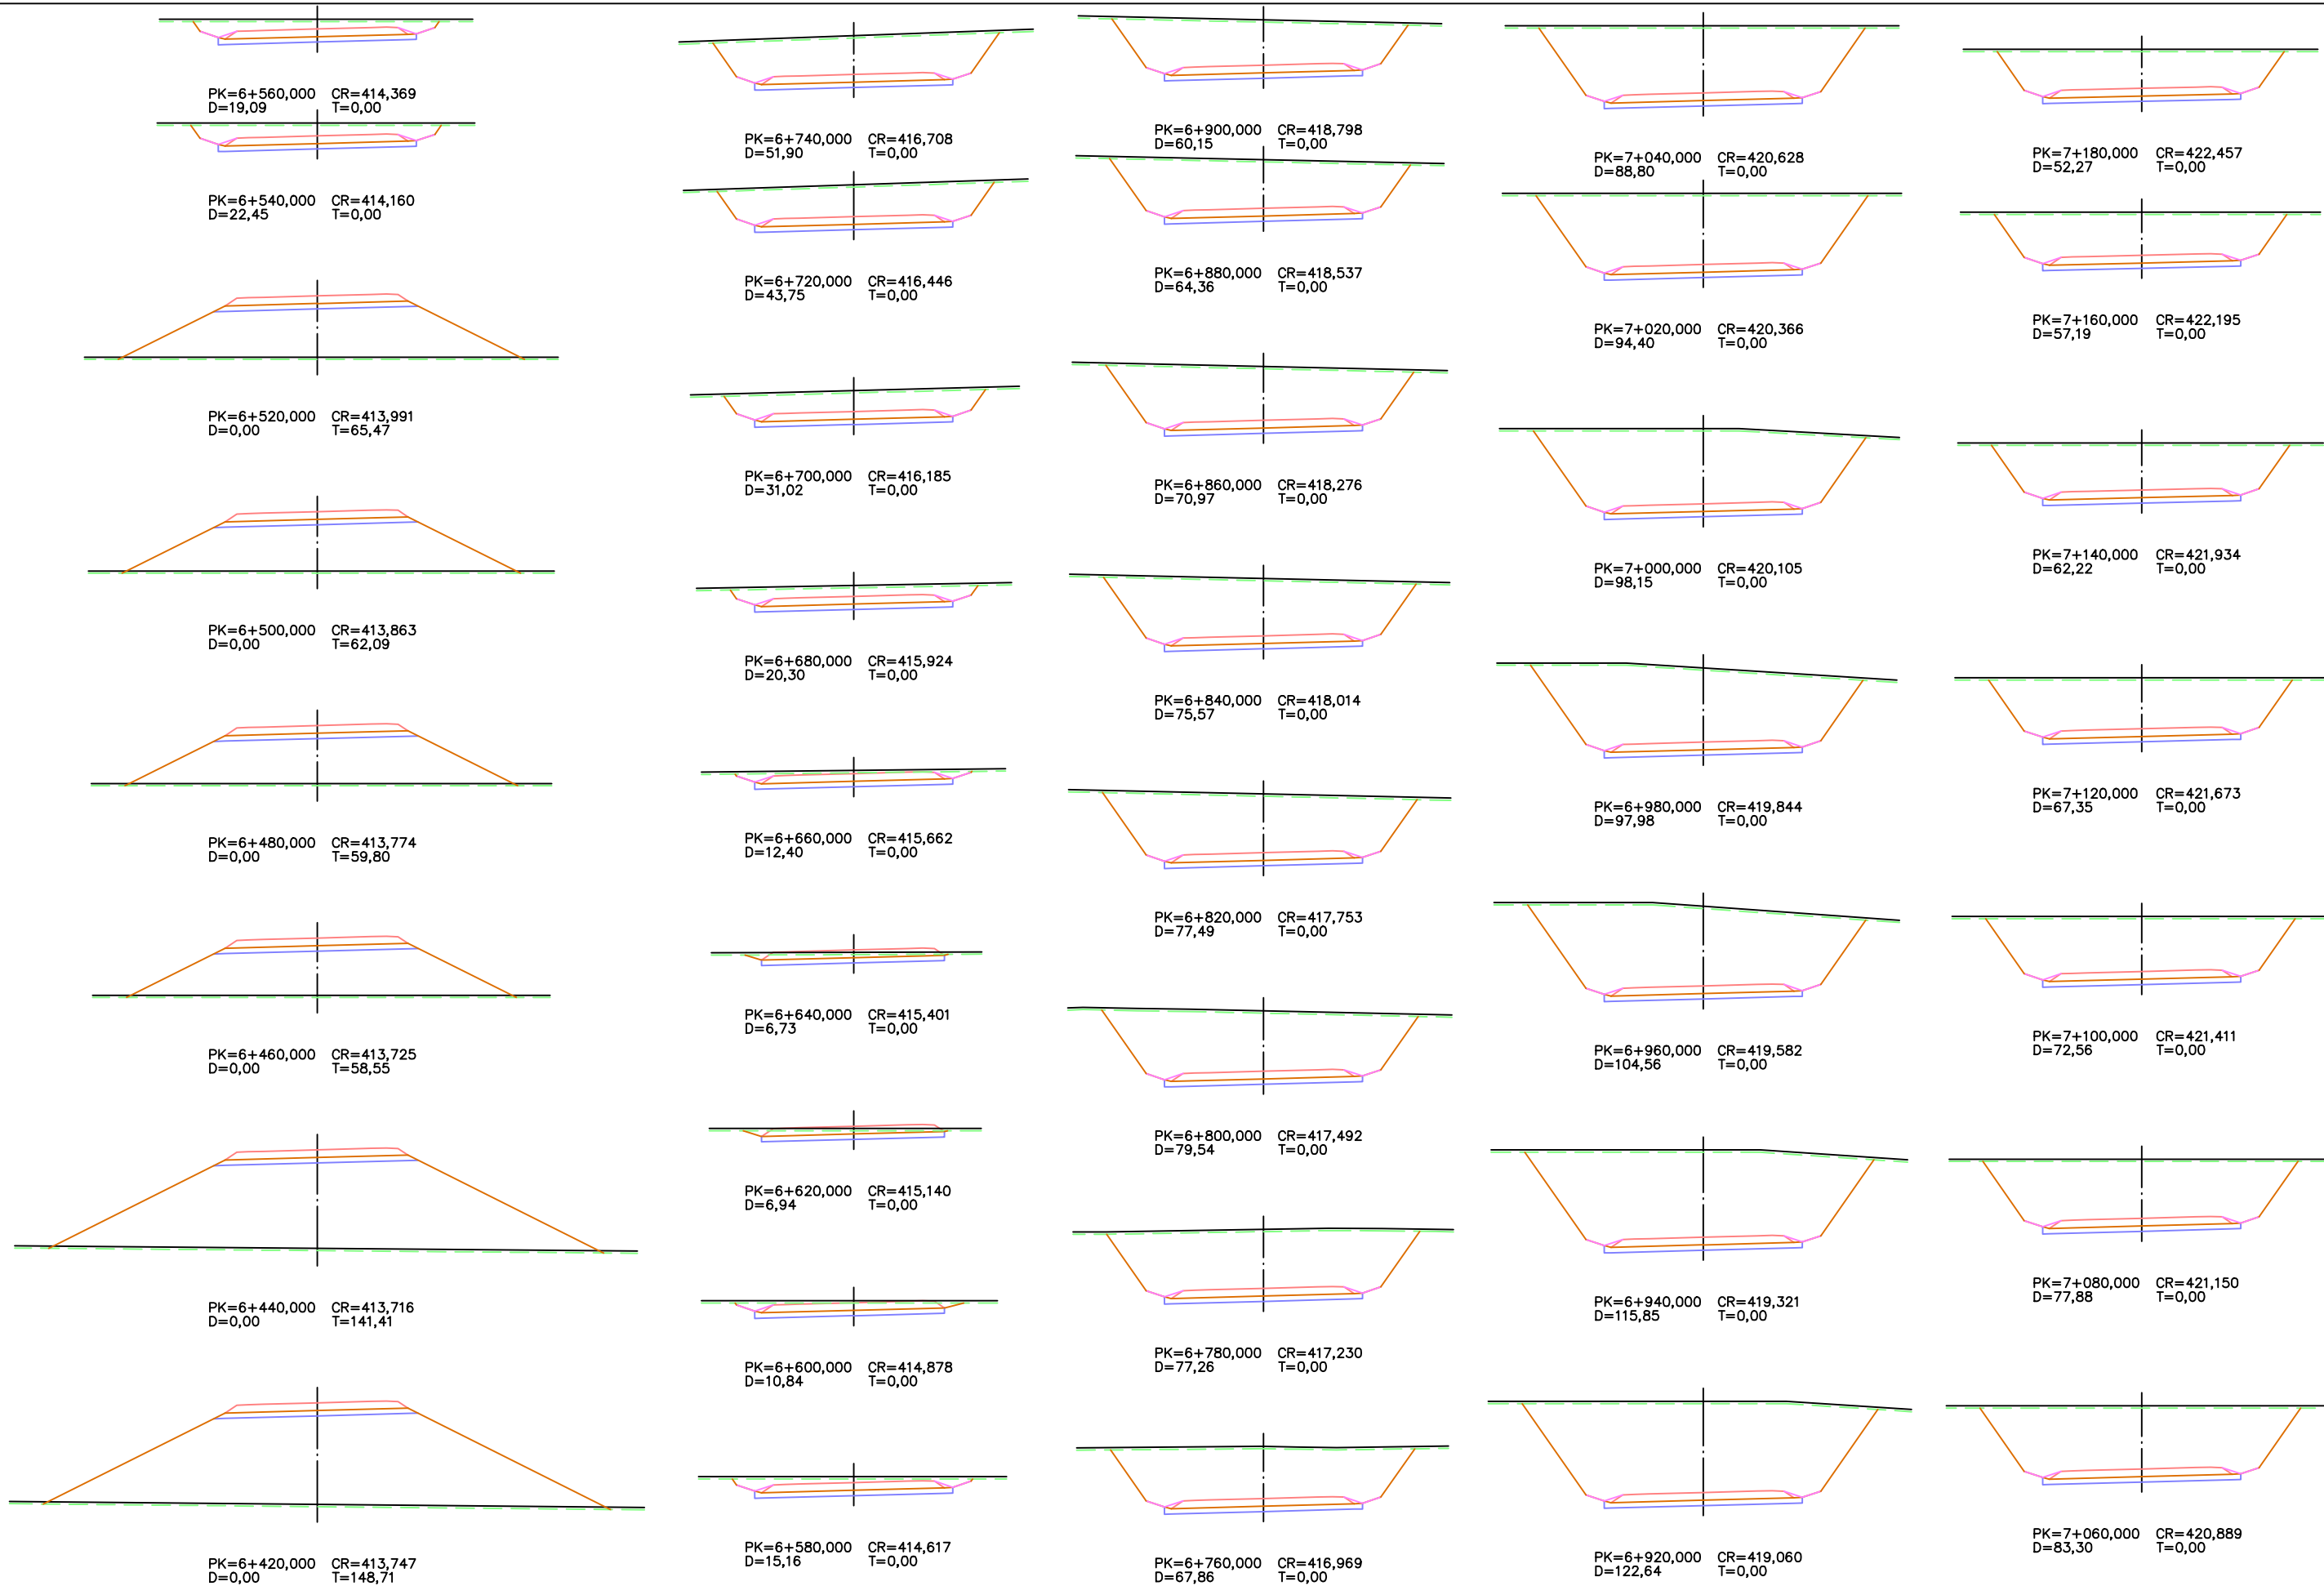 PK=6+560,000 CR=414,369
D=19,09 T=0,00
PK=6+540,000 CR=414,160
D=22,45 T=0,00
PK=6+520,000 CR=413,991
D=0,00 T=65,47
PK=6+500,000 CR=413,863
D=0,00 T=62,09
PK=6+480,000 CR=413,774
D=0,00 T=59,80
PK=6+460,000 CR=413,725
D=0,00 T=58,55
PK=6+440,000 CR=413,716
D=0,00 T=141,41
PK=6+420,000 CR=413,747
D=0,00 T=148,71
PK=6+740,000 CR=416,708
D=51,90 T=0,00
PK=6+720,000 CR=416,446
D=43,75 T=0,00
PK=6+700,000 CR=416,185
D=31,02 T=0,00
PK=6+680,000 CR=415,924
D=20,30 T=0,00
PK=6+660,000 CR=415,662
D=12,40 T=0,00
PK=6+640,000 CR=415,401
D=6,73 T=0,00
PK=6+620,000 CR=415,140
D=6,94 T=0,00
PK=6+600,000 CR=414,878
D=10,84 T=0,00
PK=6+580,000 CR=414,617
D=15,16 T=0,00
PK=6+900,000 CR=418,798
D=60,15 T=0,00
PK=6+880,000 CR=418,537
D=64,36 T=0,00
PK=6+860,000 CR=418,276
D=70,97 T=0,00
PK=6+840,000 CR=418,014
D=75,57 T=0,00
PK=6+820,000 CR=417,753
D=77,49 T=0,00
PK=6+800,000 CR=417,492
D=79,54 T=0,00
PK=6+780,000 CR=417,230
D=77,26 T=0,00
PK=6+760,000 CR=416,969
D=67,86 T=0,00
PK=7+040,000 CR=420,628
D=88,80 T=0,00
PK=7+020,000 CR=420,366
D=94,40 T=0,00
PK=7+000,000 CR=420,105
D=98,15 T=0,00
PK=6+980,000 CR=419,844
D=97,98 T=0,00
PK=6+960,000 CR=419,582
D=104,56 T=0,00
PK=6+940,000 CR=419,321
D=115,85 T=0,00
PK=6+920,000 CR=419,060
D=122,64 T=0,00
PK=7+180,000 CR=422,457
D=52,27 T=0,00
PK=7+160,000 CR=422,195
D=57,19 T=0,00
PK=7+140,000 CR=421,934
D=62,22 T=0,00
PK=7+120,000 CR=421,673
D=67,35 T=0,00
PK=7+100,000 CR=421,411
D=72,56 T=0,00
PK=7+080,000 CR=421,150
D=77,88 T=0,00
PK=7+060,000 CR=420,889
D=83,30 T=0,00